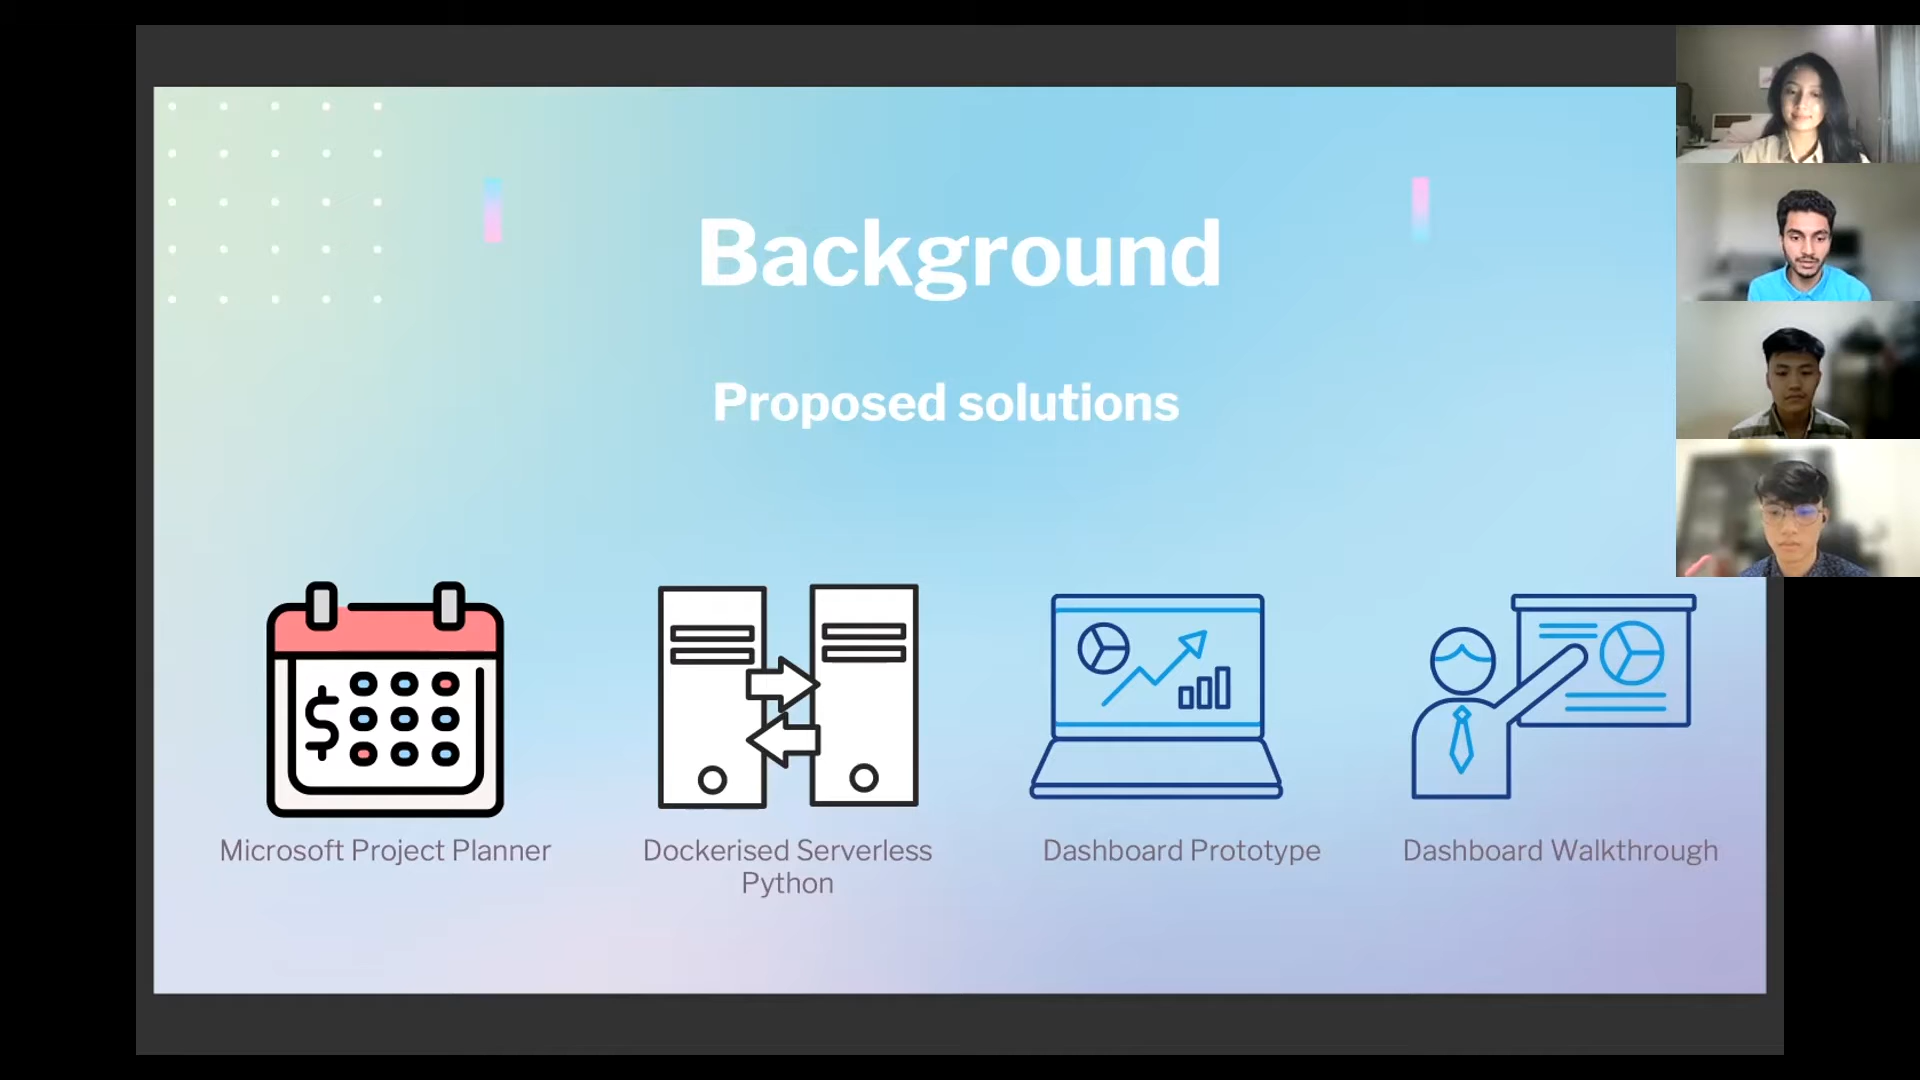 Background
Proposed solutions
$
Microsoft Project Planner
Dockerised Serverless
Python
Dashboard Prototype
Dashboard Walkthrough